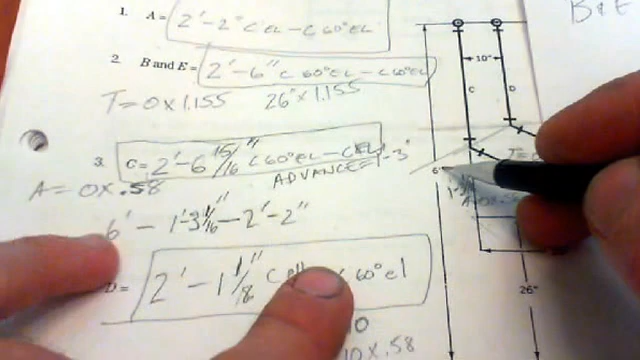 B & E
1. A = 2'-2" C EL - C 60° EL
2. B and E = 2'-6" C 60° EL - C 60° EL
T = O x 1.155 26" x 1.155
3. C = 2'-6 15/16" C 60° EL - C EL
ADVANCE = 1-3
A = O x .58
6' - 1'-3 1/16 - 2'-2"
D = 2'-1 1/8" C 60° el
10 x .58
10"
C
D
6'
26"